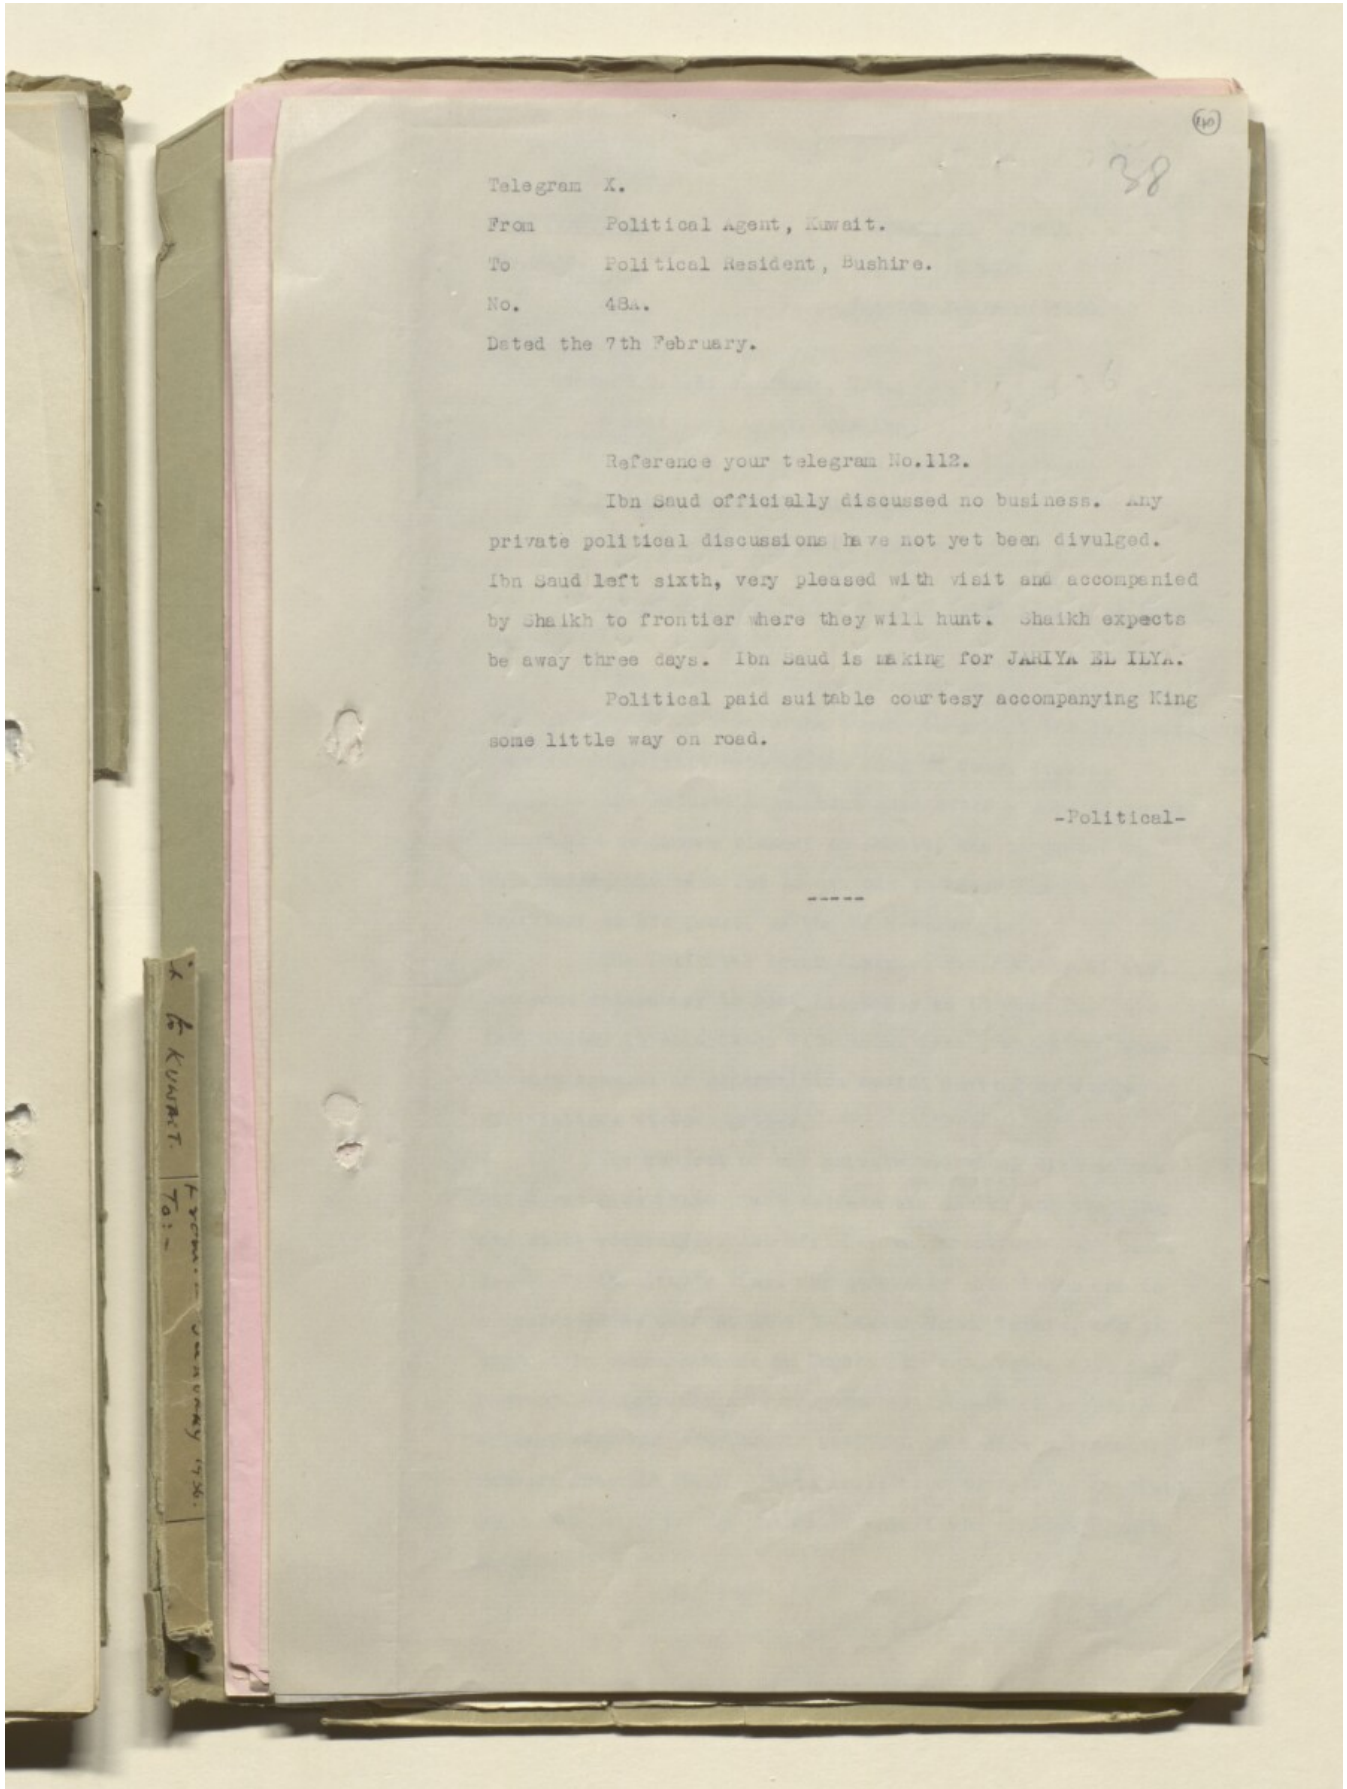 40
38
Telegram X.
From Political Agent, Kuwait.
To Political Resident, Bushire.
No. 48A.
Dated the 7th February.
Reference your telegram No.112.
Ibn Saud officially discussed no business. Any
private political discussions have not yet been divulged.
Ibn Saud left sixth, very pleased with visit and accompanied
by Shaikh to frontier where they will hunt. Shaikh expects
be away three days. Ibn Saud is making for JARIYA EL ILYA.
Political paid suitable courtesy accompanying King
some little way on road.
-Political-
-----
to KUWAIT.
From:- January 1936.
To:-